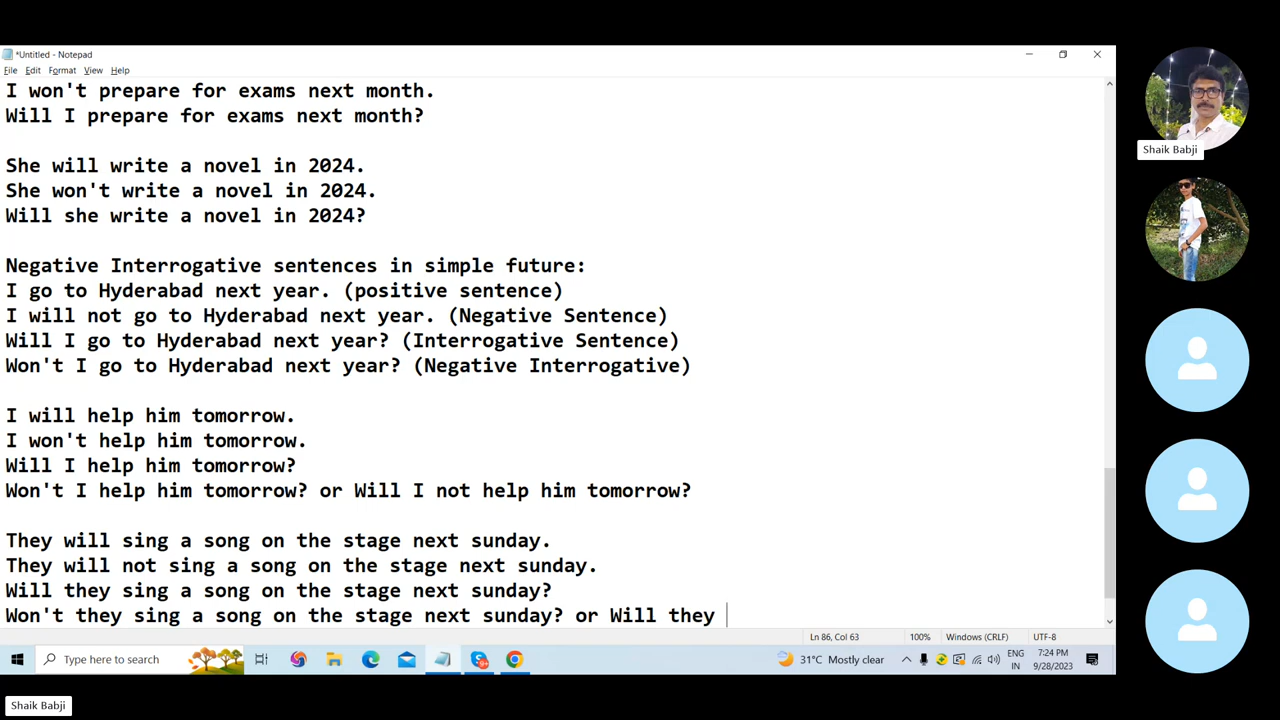 *Untitled - Notepad
File Edit Format View Help
I won't prepare for exams next month.
Will I prepare for exams next month?
She will write a novel in 2024.
She won't write a novel in 2024.
Will she write a novel in 2024?
Negative Interrogative sentences in simple future:
I go to Hyderabad next year. (positive sentence)
I will not go to Hyderabad next year. (Negative Sentence)
Will I go to Hyderabad next year? (Interrogative Sentence)
Won't I go to Hyderabad next year? (Negative Interrogative)
I will help him tomorrow.
I won't help him tomorrow.
Will I help him tomorrow?
Won't I help him tomorrow? or Will I not help him tomorrow?
They will sing a song on the stage next sunday.
They will not sing a song on the stage next sunday.
Will they sing a song on the stage next sunday?
Won't they sing a song on the stage next sunday? or Will they
Ln 86, Col 63 100% Windows (CRLF) UTF-8
Type here to search
31°C Mostly clear
ENG
IN
7:24 PM
9/28/2023
Shaik Babji
Shaik Babji